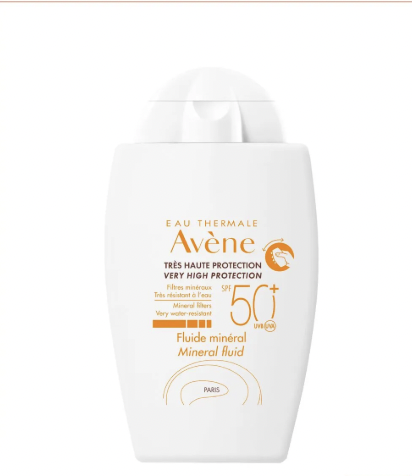 EAU THERMALE
Avène
TRÈS HAUTE PROTECTION
VERY HIGH PROTECTION
Filtres minéraux
Très résistant à l'eau
Mineral filters
Very water-resistant
SPF 50+
UVB UVA
Fluide minéral
Mineral fluid
PARIS